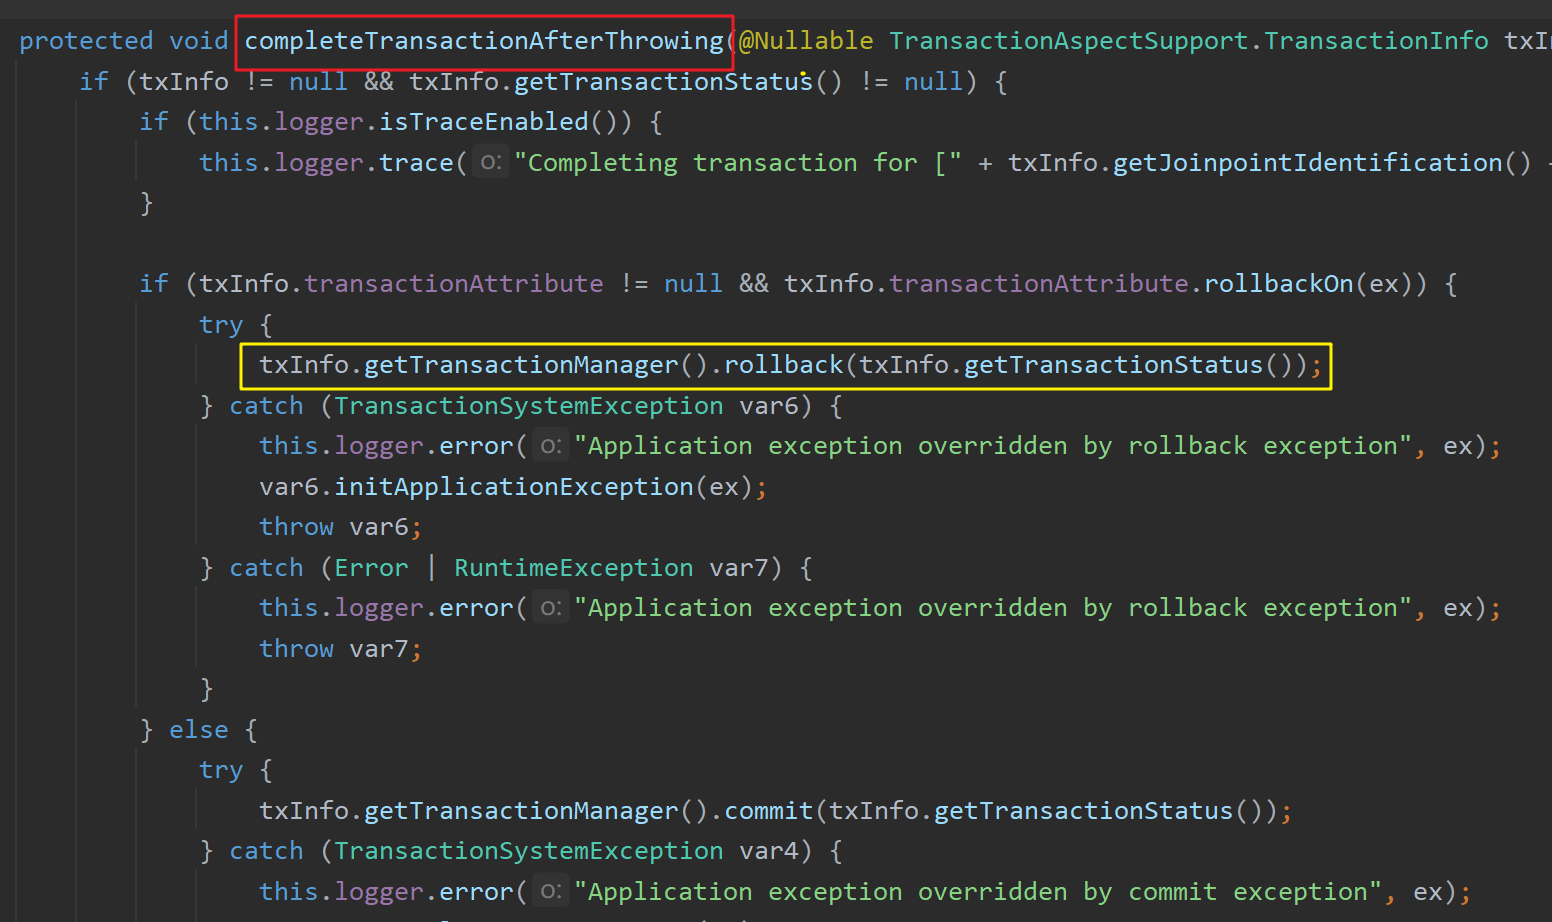 protected void completeTransactionAfterThrowing(@Nullable TransactionAspectSupport.TransactionInfo
if (txInfo != null && txInfo.getTransactionStatus() != null) {
if (this.logger.isTraceEnabled()) {
this.logger.trace( o: "Completing transaction for [" + txInfo.getJoinpointIdentification() +
}
if (txInfo.transactionAttribute != null && txInfo.transactionAttribute.rollbackOn(ex)) {
try {
txInfo.getTransactionManager().rollback(txInfo.getTransactionStatus());
} catch (TransactionSystemException var6) {
this.logger.error( o: "Application exception overridden by rollback exception", ex);
var6.initApplicationException(ex);
throw var6;
} catch (Error | RuntimeException var7) {
this.logger.error( o: "Application exception overridden by rollback exception", ex);
throw var7;
}
} else {
try {
txInfo.getTransactionManager().commit(txInfo.getTransactionStatus());
} catch (TransactionSystemException var4) {
this.logger.error( o: "Application exception overridden by commit exception", ex);